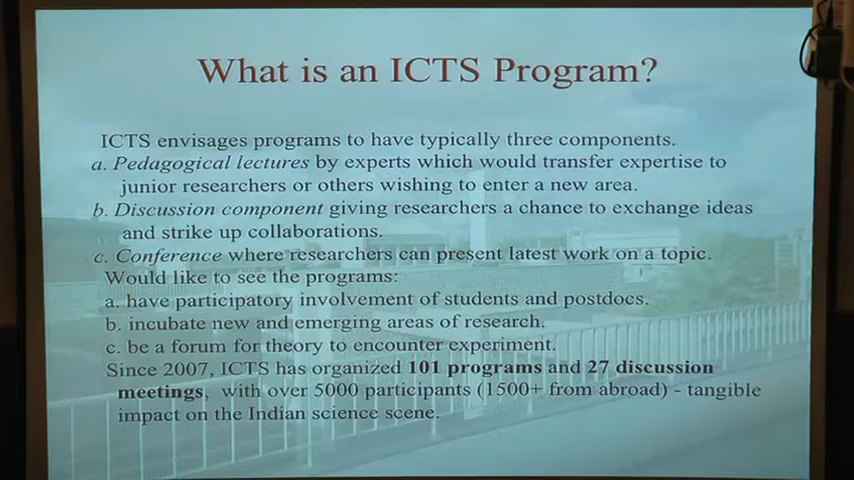 What is an ICTS Program?
ICTS envisages programs to have typically three components.
a. Pedagogical lectures by experts which would transfer expertise to
junior researchers or others wishing to enter a new area.
b. Discussion component giving researchers a chance to exchange ideas
and strike up collaborations.
c. Conference where researchers can present latest work on a topic.
Would like to see the programs:
a. have participatory involvement of students and postdocs.
b. incubate new and emerging areas of research.
c. be a forum for theory to encounter experiment.
Since 2007, ICTS has organized 101 programs and 27 discussion
meetings, with over 5000 participants (1500+ from abroad) - tangible
impact on the Indian science scene.